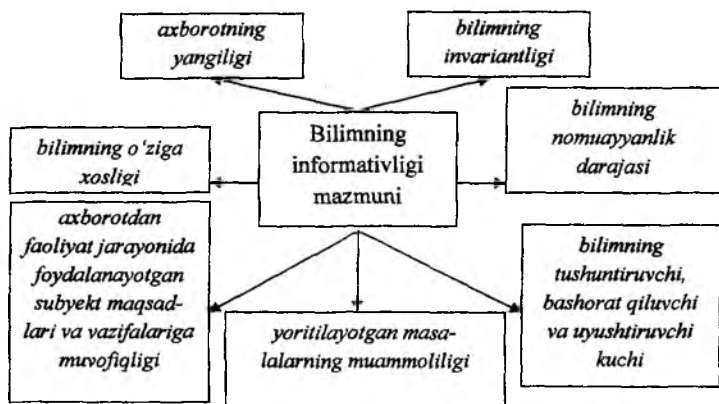 axborotning
yangiligi
bilimning
invariantligi
Bilimning
informativligi
mazmuni
bilimning
nomuayyanlik
darajasi
bilimning o'ziga
xosligi
axborotdan
faoliyat jarayonida
foydalanayotgan
subyekt maqsad-
lari va vazifalariga
muvofiqligi
yoritilayotgan masa-
lalarning muammoliligi
bilimning
tushuntiruvchi,
bashorat qiluvchi
va uyushtiruvchi
kuchi